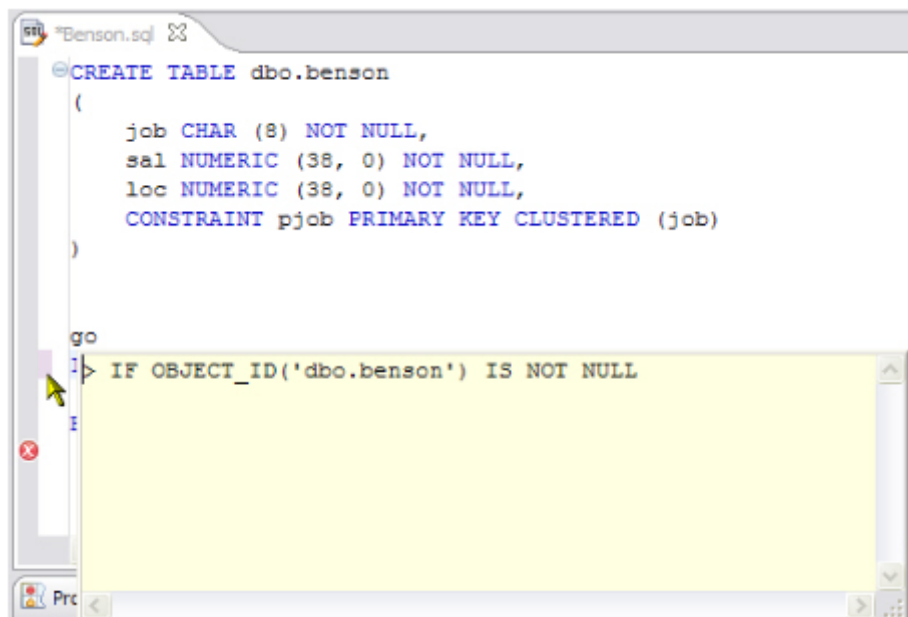 *Benson.sql
CREATE TABLE dbo.benson
(
job CHAR (8) NOT NULL,
sal NUMERIC (38, 0) NOT NULL,
loc NUMERIC (38, 0) NOT NULL,
CONSTRAINT pjob PRIMARY KEY CLUSTERED (job)
)
go
> IF OBJECT_ID('dbo.benson') IS NOT NULL